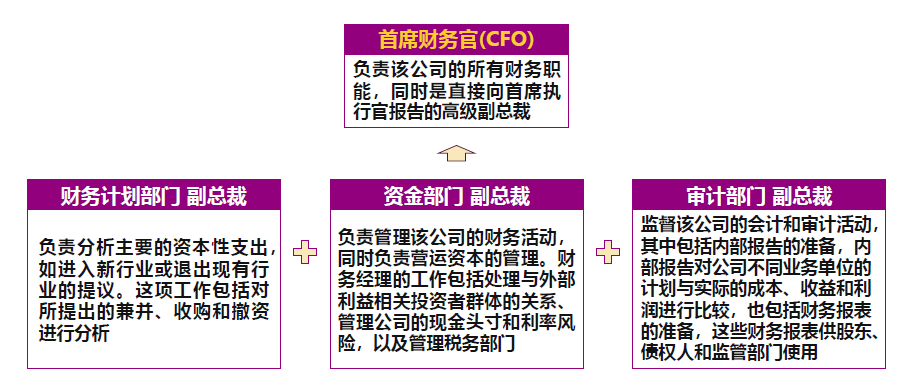 首席财务官(CFO)
负责该公司的所有财务职
能，同时是直接向首席执
行官报告的高级副总裁
财务计划部门 副总裁
负责分析主要的资本性支出，
如进入新行业或退出现有行
业的提议。这项工作包括对
所提出的兼并、收购和撤资
进行分析
资金部门 副总裁
负责管理该公司的财务活动，
同时负责营运资本的管理。财
务经理的工作包括处理与外部
利益相关投资者群体的关系、
管理公司的现金头寸和利率风
险，以及管理税务部门
审计部门 副总裁
监督该公司的会计和审计活动，
其中包括内部报告的准备，内
部报告对公司不同业务单位的
计划与实际的成本、收益和利
润进行比较，也包括财务报表
的准备，这些财务报表供股东、
债权人和监管部门使用